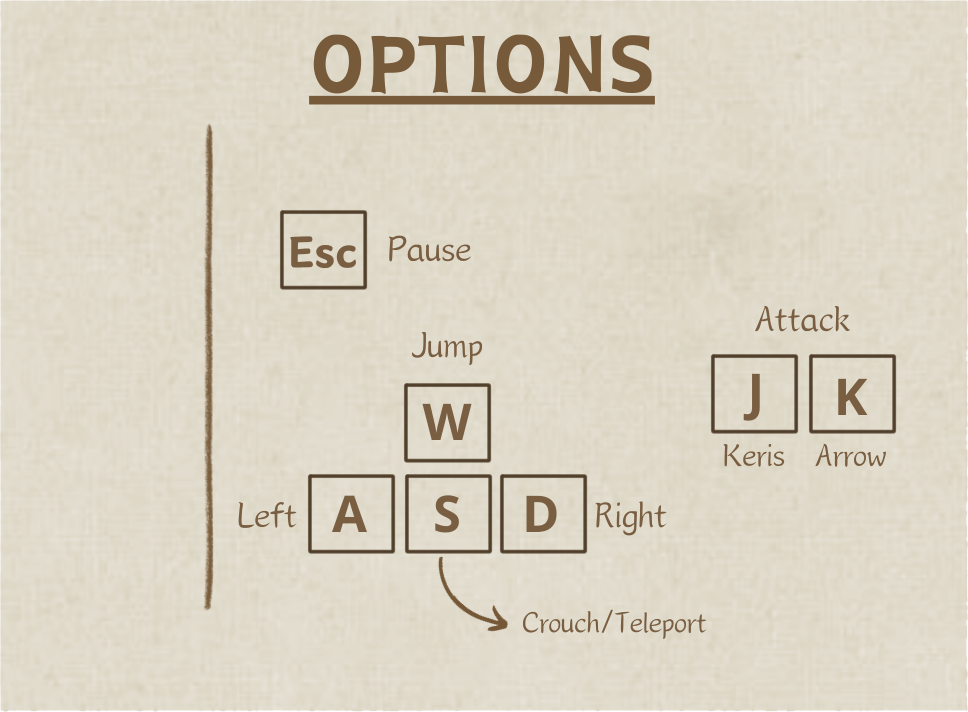 OPTIONS
Esc Pause
Jump
W
Left A S D Right
Crouch/Teleport
Attack
J K
Keris Arrow